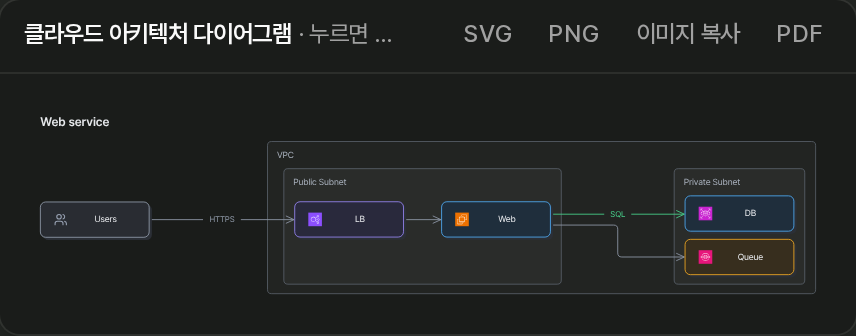 클라우드 아키텍처 다이어그램 · 누르면 ...
SVG PNG 이미지 복사 PDF
Web service
VPC
Public Subnet
Private Subnet
Users
HTTPS
LB
Web
SQL
DB
Queue